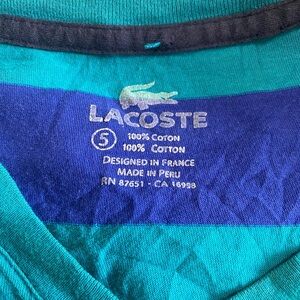 LACOSTE
5 100% COTON
100% COTTON
DESIGNED IN FRANCE
MADE IN PERU
RN 87651 - CA 16998